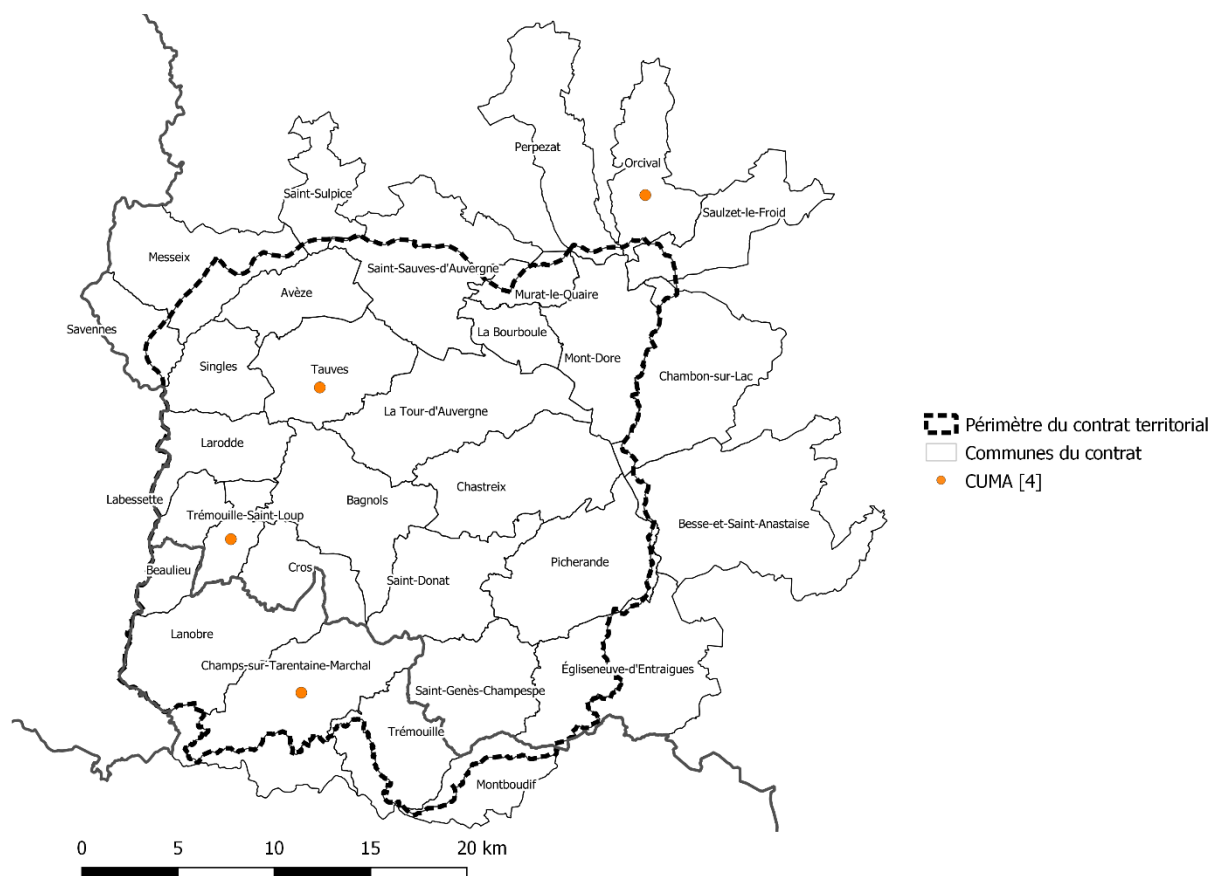 Perpezat
Orcival
Saint-Sulpice
Saulzet-le-Froid
Messeix
Saint-Sauves-d'Auvergne
Avèze
Murat-le-Quaire
Savennes
La Bourboule
Mont-Dore
Singles
Tauves
Chambon-sur-Lac
La Tour-d'Auvergne
Périmètre du contrat territorial
Larodde
Communes du contrat
Chastreix
CUMA [4]
Labessette
Bagnols
Trémouille-Saint-Loup
Besse-et-Saint-Anastaise
Picherande
Beaulieu
Cros
Saint-Donat
Lanobre
Champs-sur-Tarentaine-Marchal
Égliseneuve-d'Entraigues
Saint-Genès-Champespe
Trémouille
Montboudif
0 5 10 15 20 km